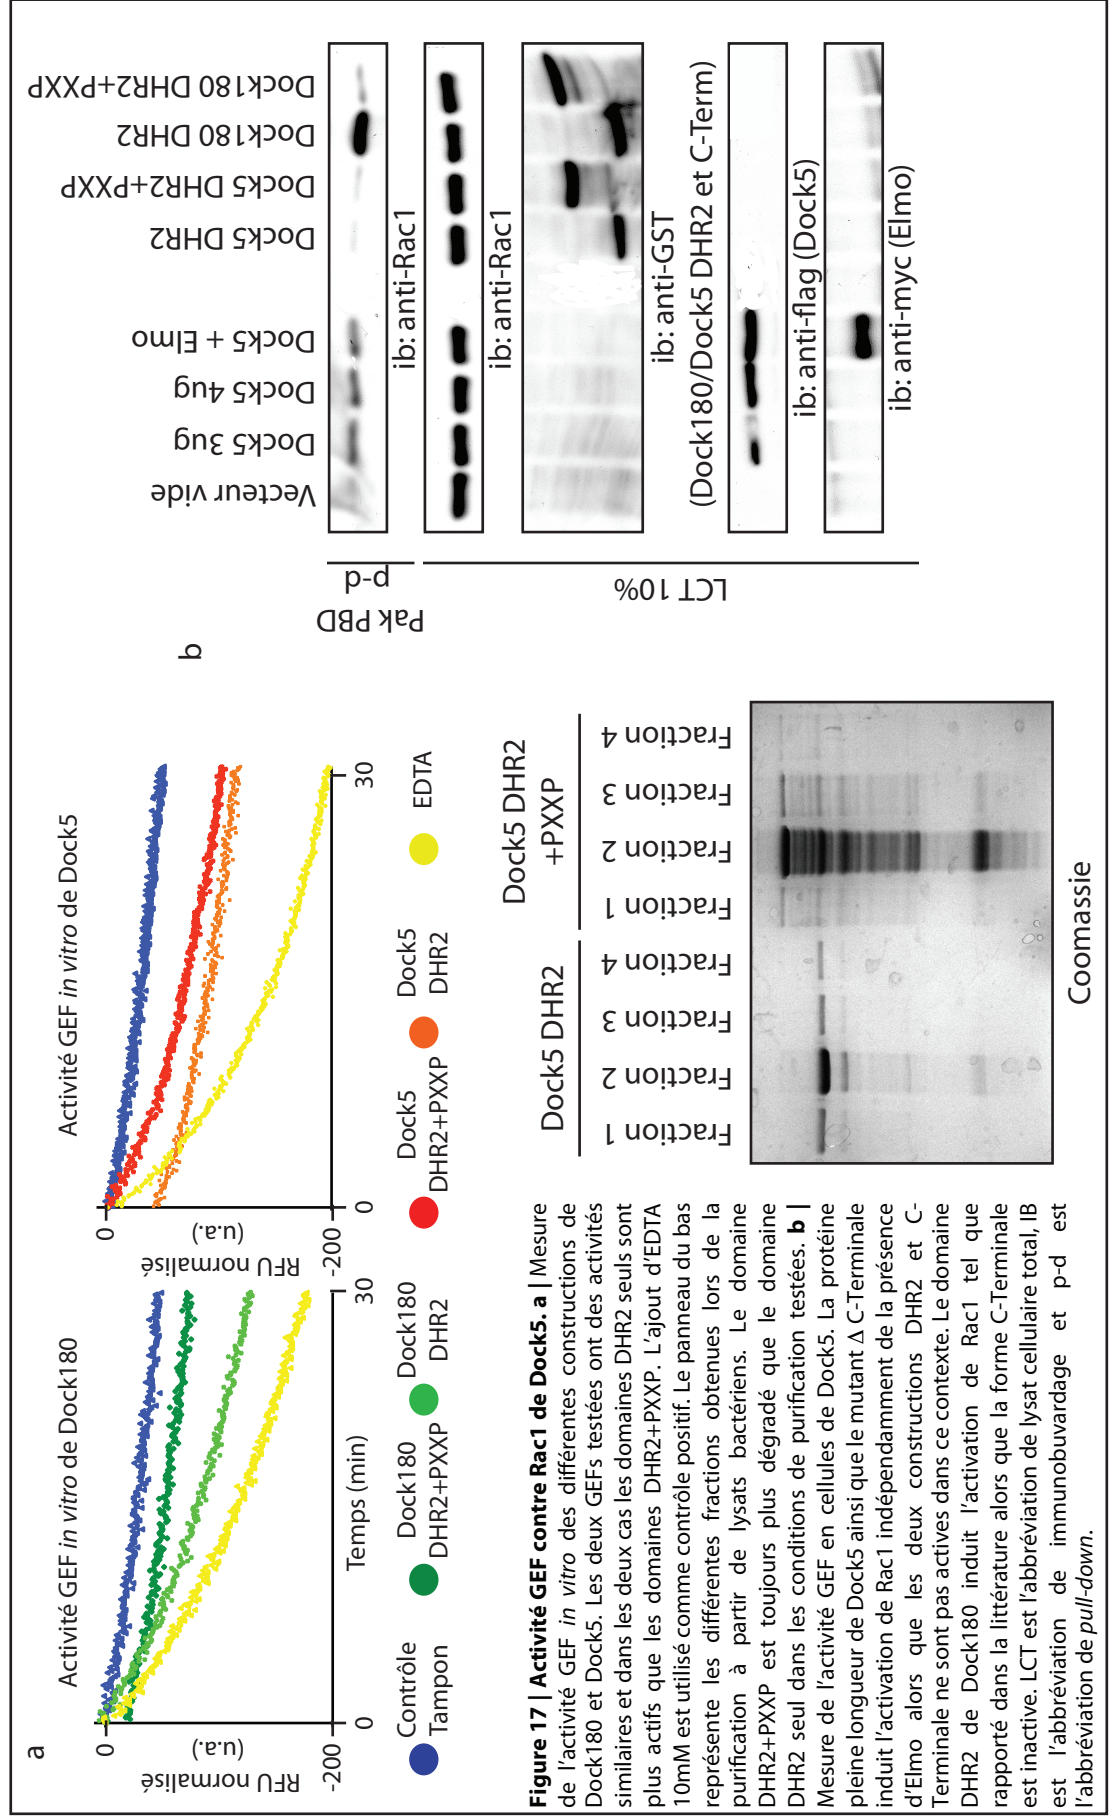 a
Activité GEF in vitro de Dock180
RFU normalisé
(u.a.)
0
-200
0
30
Temps (min)
Activité GEF in vitro de Dock5
RFU normalisé
(u.a.)
0
-200
0
30
Contrôle
Tampon
Dock180
DHR2+PXXP
Dock180
DHR2
Dock5
DHR2+PXXP
Dock5
DHR2
EDTA
Figure 17 | Activité GEF contre Rac1 de Dock5. a | Mesure
de l'activité GEF in vitro des différentes constructions de
Dock180 et Dock5. Les deux GEFs testées ont des activités
similaires et dans les deux cas les domaines DHR2 seuls sont
plus actifs que les domaines DHR2+PXXP. L'ajout d'EDTA
10mM est utilisé comme contrôle positif. Le panneau du bas
représente les différentes fractions obtenues lors de la
purification à partir de lysats bactériens. Le domaine
DHR2+PXXP est toujours plus dégradé que le domaine
DHR2 seul dans les conditions de purification testées. b |
Mesure de l'activité GEF en cellules de Dock5. La protéine
pleine longueur de Dock5 ainsi que le mutant Δ C-Terminale
induit l'activation de Rac1 indépendamment de la présence
d'Elmo alors que les deux constructions DHR2 et C-
Terminale ne sont pas actives dans ce contexte. Le domaine
DHR2 de Dock180 induit l'activation de Rac1 tel que
rapporté dans la littérature alors que la forme C-Terminale
est inactive. LCT est l'abbréviation de lysat cellulaire total, IB
est l'abbréviation de immunobuvardage et p-d est
l'abbréviation de pull-down.
Dock5 DHR2
Dock5 DHR2
+PXXP
Fraction 1
Fraction 2
Fraction 3
Fraction 4
Fraction 1
Fraction 2
Fraction 3
Fraction 4
Coomassie
b
Vecteur vide
Dock5 3ug
Dock5 4ug
Dock5 + Elmo
Dock5 DHR2
Dock5 DHR2+PXXP
Dock180 DHR2
Dock180 DHR2+PXXP
Pak PBD
p-d
ib: anti-Rac1
LCT 10%
ib: anti-Rac1
ib: anti-GST
(Dock180/Dock5 DHR2 et C-Term)
ib: anti-flag (Dock5)
ib: anti-myc (Elmo)